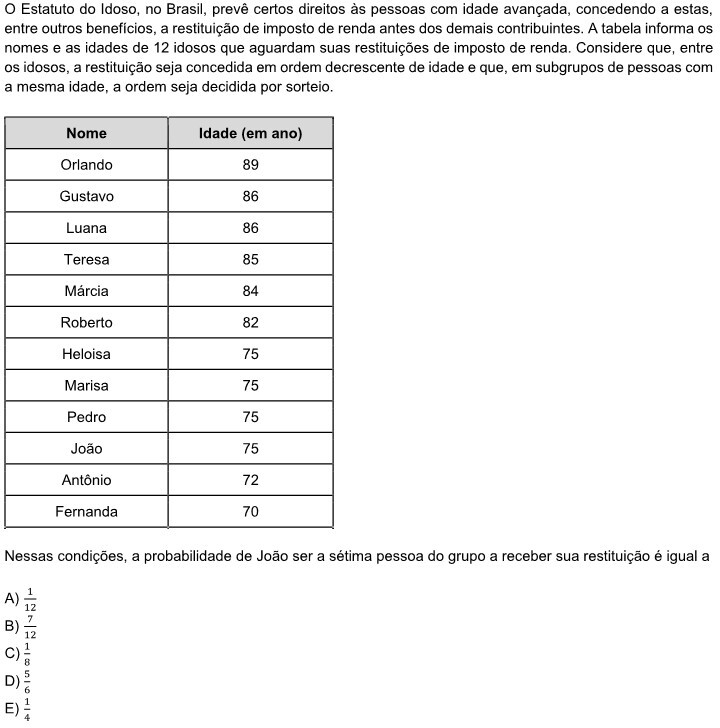 O Estatuto do Idoso, no Brasil, prevê certos direitos às pessoas com idade avançada, concedendo a estas,
entre outros benefícios, a restituição de imposto de renda antes dos demais contribuintes. A tabela informa os
nomes e as idades de 12 idosos que aguardam suas restituições de imposto de renda. Considere que, entre
os idosos, a restituição seja concedida em ordem decrescente de idade e que, em subgrupos de pessoas com
a mesma idade, a ordem seja decidida por sorteio.
Nome Idade (em ano)
Orlando 89
Gustavo 86
Luana 86
Teresa 85
Márcia 84
Roberto 82
Heloisa 75
Marisa 75
Pedro 75
João 75
Antônio 72
Fernanda 70
Nessas condições, a probabilidade de João ser a sétima pessoa do grupo a receber sua restituição é igual a
A) 1/12
B) 7/12
C) 1/8
D) 5/6
E) 1/4